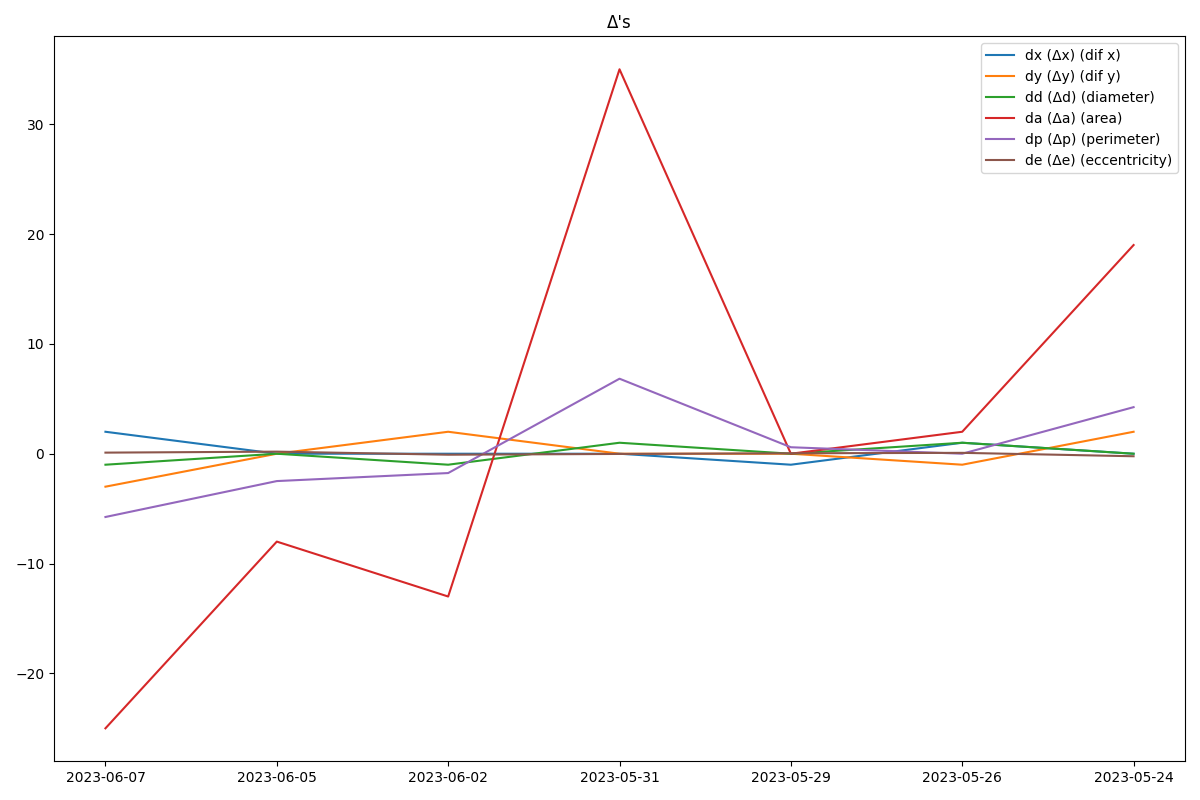 Δ's
dx (Δx) (dif x)
dy (Δy) (dif y)
dd (Δd) (diameter)
da (Δa) (area)
dp (Δp) (perimeter)
de (Δe) (eccentricity)
30
20
10
0
−10
−20
2023-06-07 2023-06-05 2023-06-02 2023-05-31 2023-05-29 2023-05-26 2023-05-24